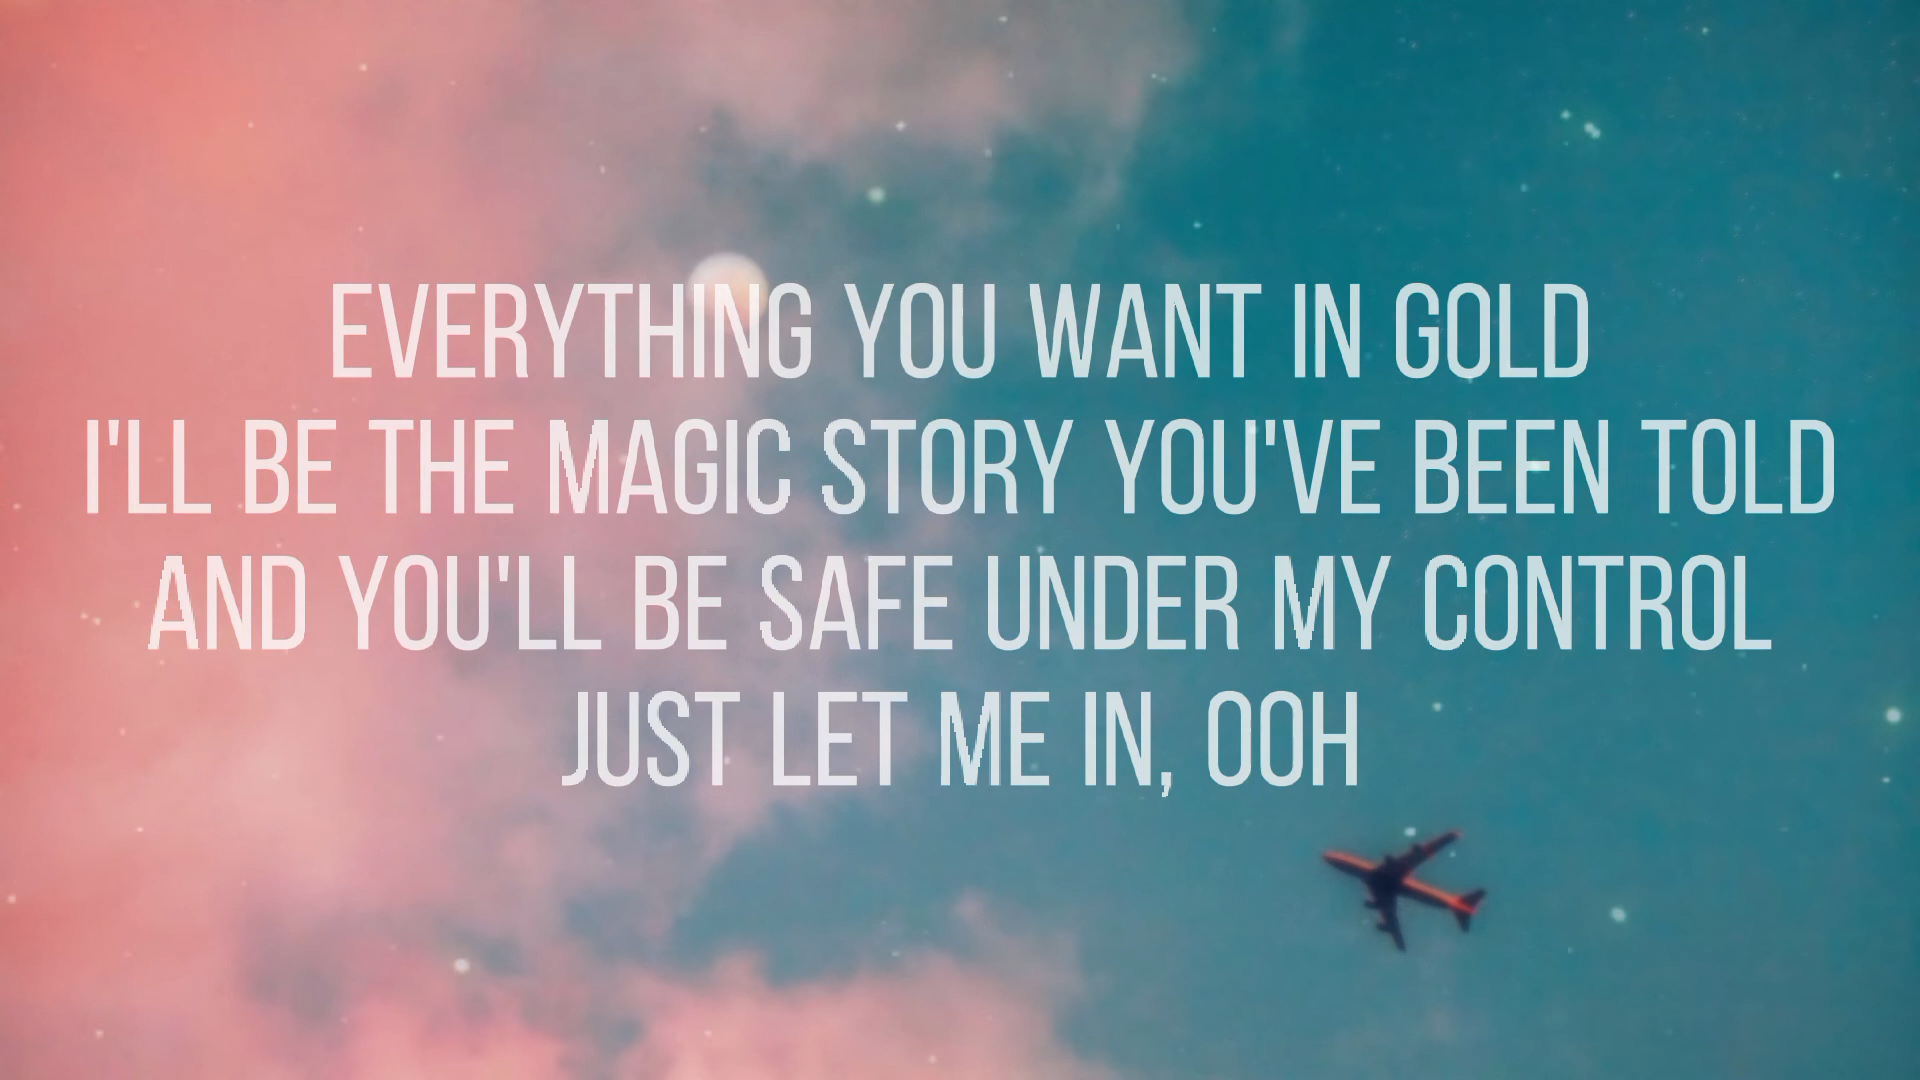 EVERYTHING YOU WANT IN GOLD
I'LL BE THE MAGIC STORY YOU'VE BEEN TOLD
AND YOU'LL BE SAFE UNDER MY CONTROL
JUST LET ME IN, OOH